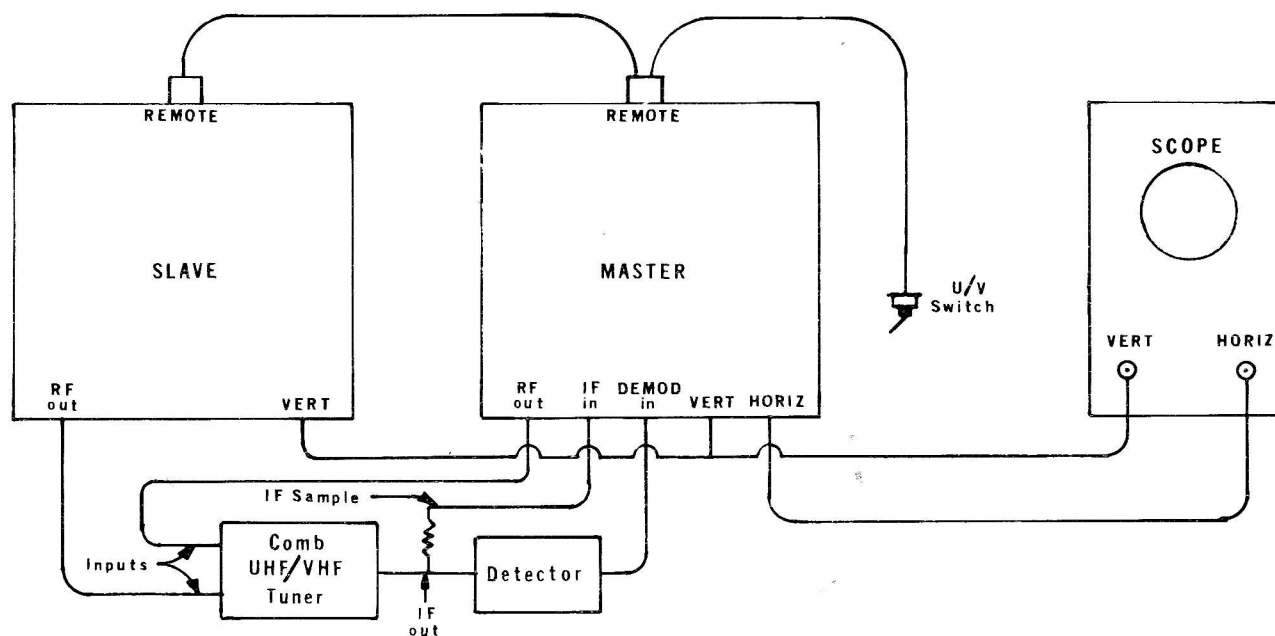 REMOTE
REMOTE
SCOPE
SLAVE
MASTER
U/V
Switch
VERT
HORIZ
RF
out
VERT
RF
out
IF
in
DEMOD
in
VERT
HORIZ
IF Sample
Inputs
Comb
UHF/VHF
Tuner
Detector
IF
out